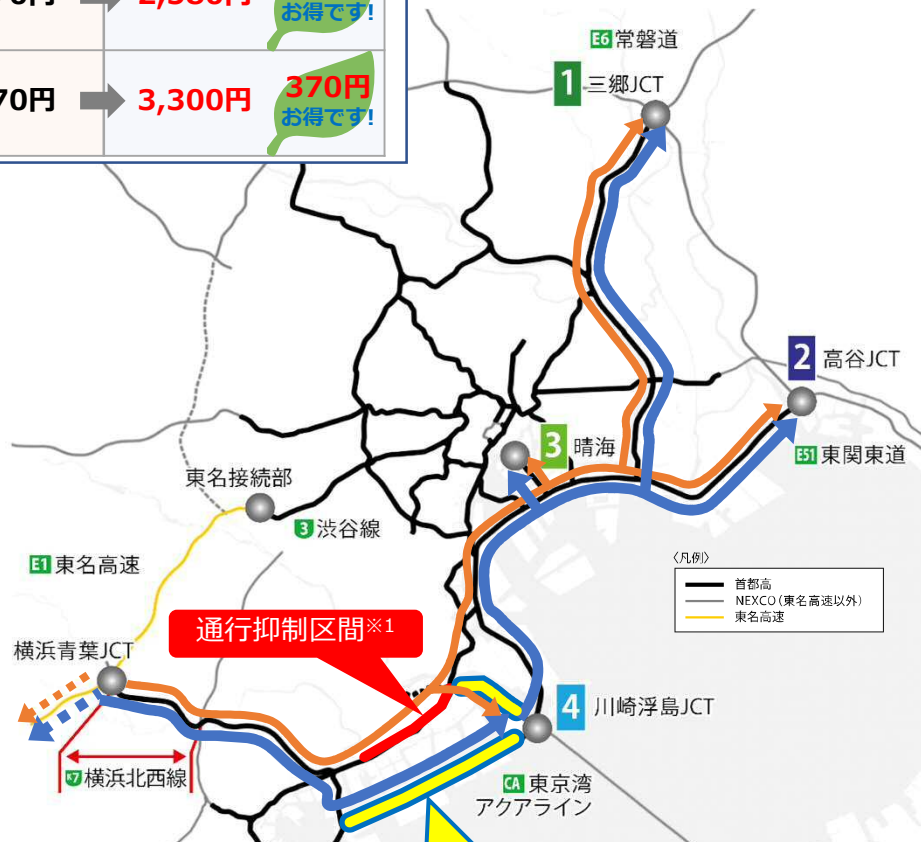 2,580円
お得です!
70円
3,300円
370円
お得です!
E6 常磐道
1 三郷JCT
2 高谷JCT
3 晴海
E51 東関東道
東名接続部
3 渋谷線
E1 東名高速
〈凡例〉
首都高
NEXCO(東名高速以外)
東名高速
通行抑制区間※1
横浜青葉JCT
4 川崎浮島JCT
K7 横浜北西線
CA 東京湾
アクアライン